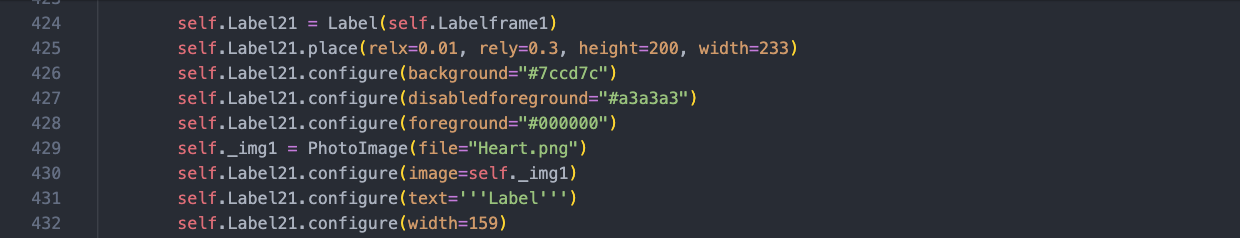 423
424 self.Label21 = Label(self.Labelframe1)
425 self.Label21.place(relx=0.01, rely=0.3, height=200, width=233)
426 self.Label21.configure(background="#7ccd7c")
427 self.Label21.configure(disabledforeground="#a3a3a3")
428 self.Label21.configure(foreground="#000000")
429 self._img1 = PhotoImage(file="Heart.png")
430 self.Label21.configure(image=self._img1)
431 self.Label21.configure(text='''Label''')
432 self.Label21.configure(width=159)